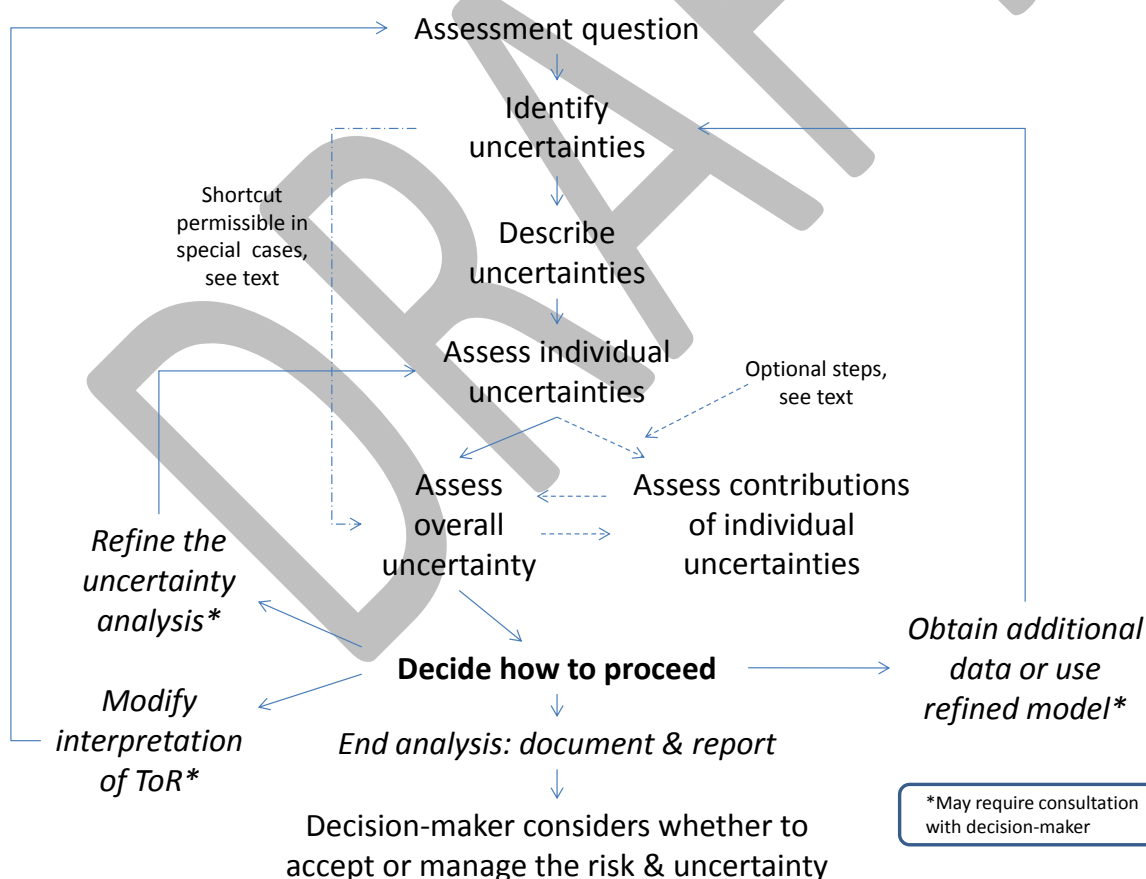 Assessment question
Identify
uncertainties
Shortcut
permissible in
special cases,
see text
Describe
uncertainties
Assess individual
uncertainties
Optional steps,
see text
Assess
overall
uncertainty
Assess contributions
of individual
uncertainties
Refine the
uncertainty
analysis*
Decide how to proceed
Obtain additional
data or use
refined model*
Modify
interpretation
of ToR*
End analysis: document & report
Decision-maker considers whether to
accept or manage the risk & uncertainty
*May require consultation
with decision-maker
DRAF